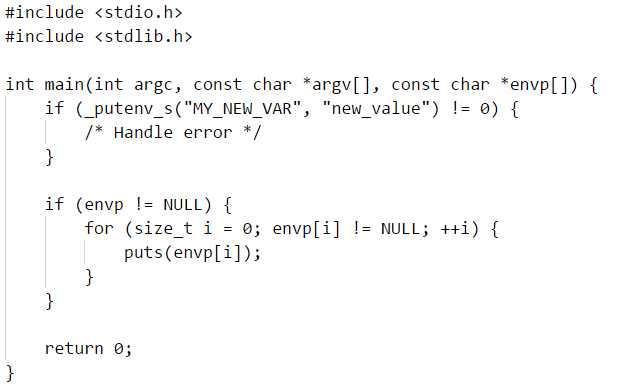 #include <stdio.h>
#include <stdlib.h>

int main(int argc, const char *argv[], const char *envp[]) {
    if (_putenv_s("MY_NEW_VAR", "new_value") != 0) {
        /* Handle error */
    }

    if (envp != NULL) {
        for (size_t i = 0; envp[i] != NULL; ++i) {
            puts(envp[i]);
        }
    }

    return 0;
}